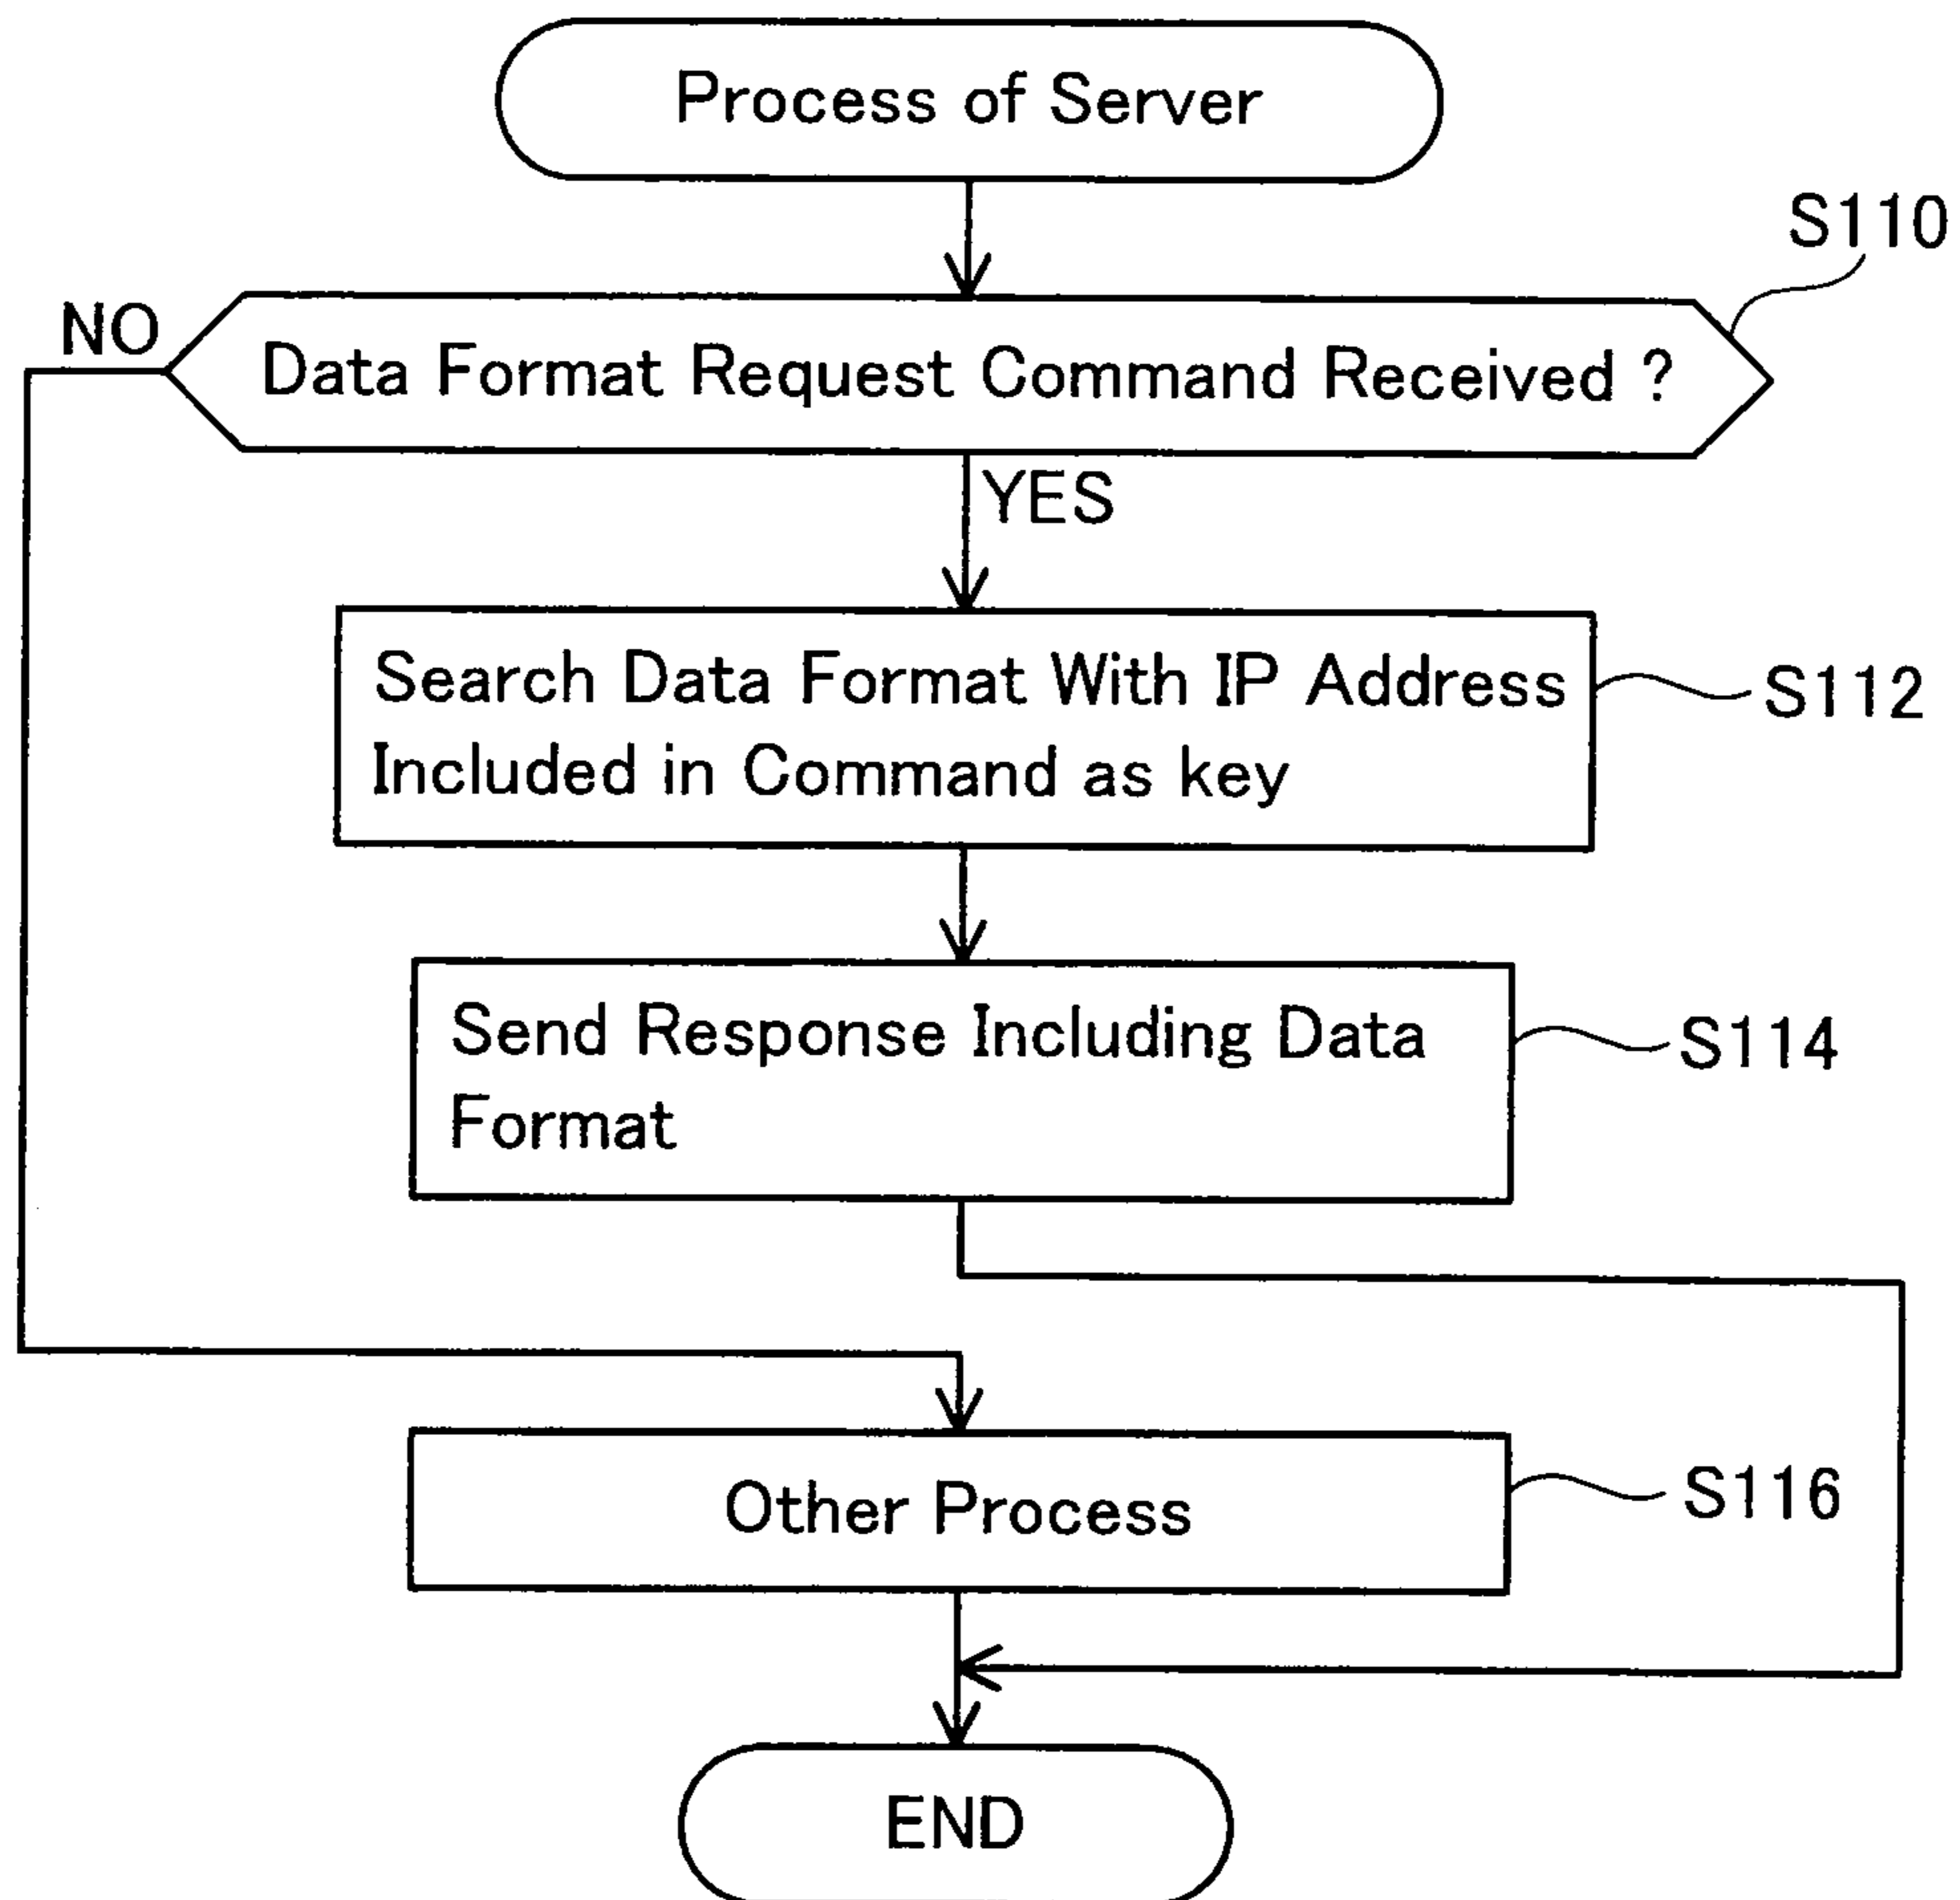 Process of Server
S110
NO
Data Format Request Command Received ?
YES
Search Data Format With IP Address
Included in Command as key
S112
Send Response Including Data
Format
S114
Other Process
S116
END